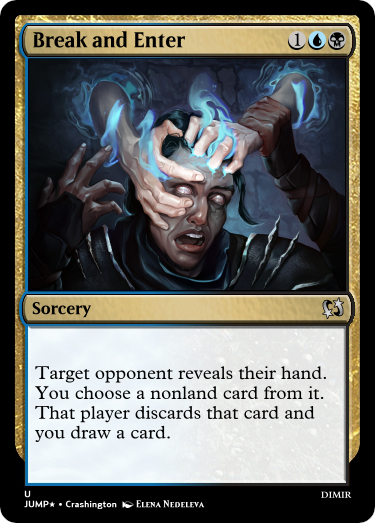 Break and Enter 1
Sorcery
Target opponent reveals their hand.
You choose a nonland card from it.
That player discards that card and
you draw a card.
U DIMIR
JUMP★ • Crashington Elena Nedeleva